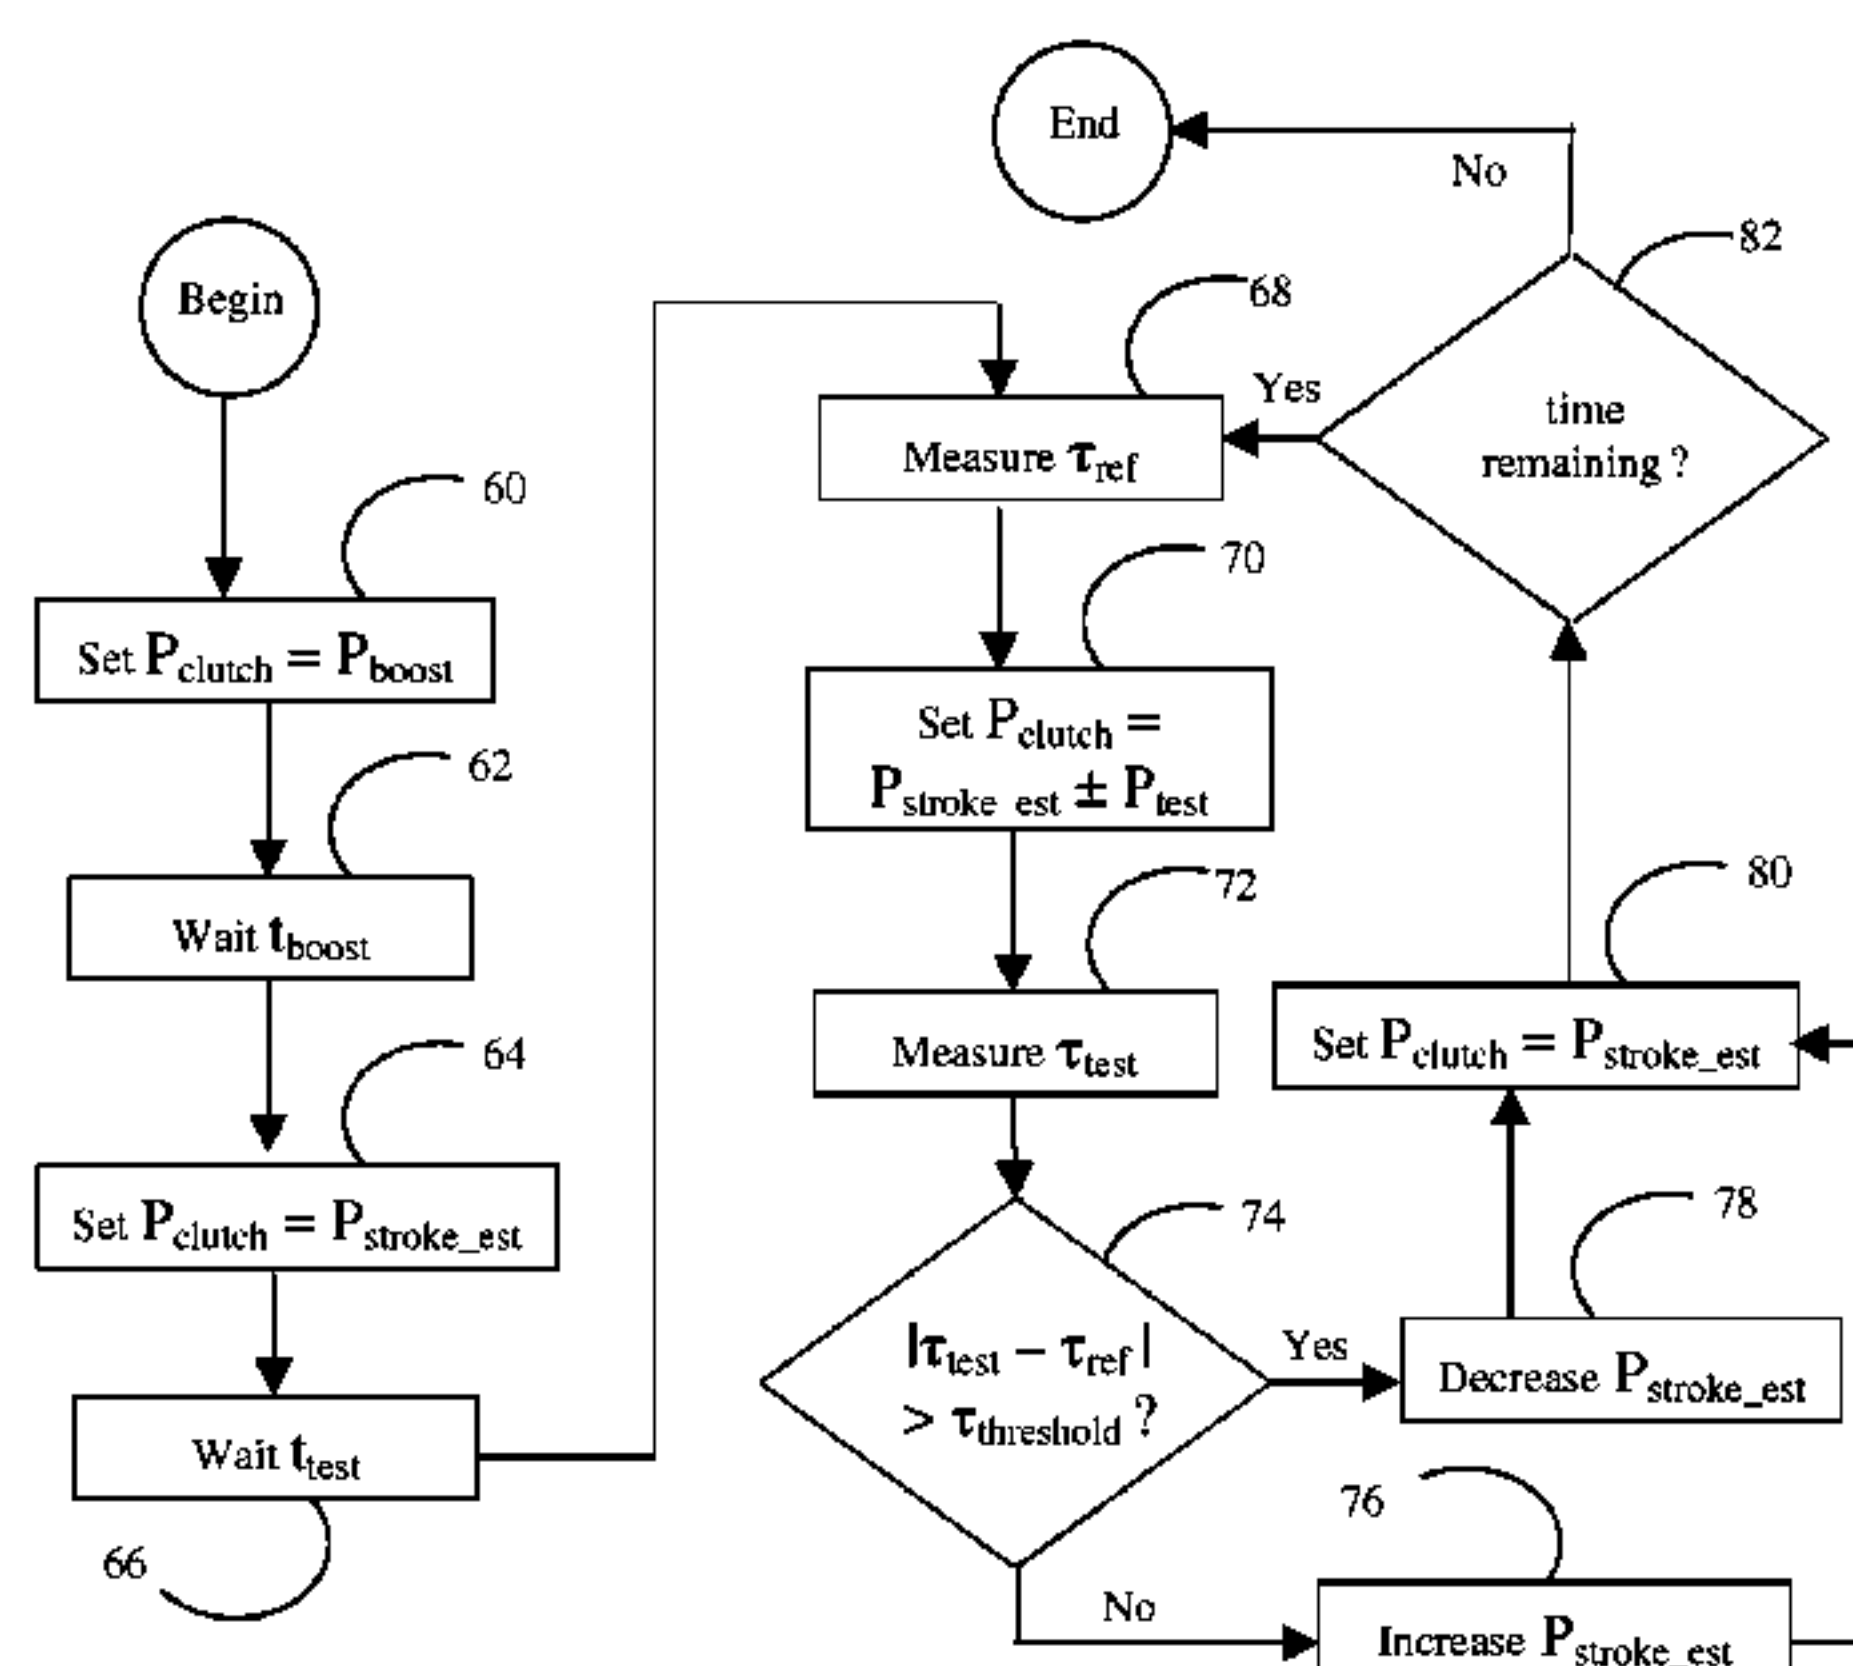 Begin
60
Set Pclutch = Pboost
62
Wait tboost
64
Set Pclutch = Pstroke_est
Wait ttest
66
End
No
82
68
time
remaining ?
Yes
Measure τref
70
Set Pclutch =
Pstroke_est ± Ptest
72
Measure τtest
80
Set Pclutch = Pstroke_est
74
|τtest – τref|
> τthreshold ?
Yes
78
Decrease Pstroke_est
76
No
Increase Pstroke_est